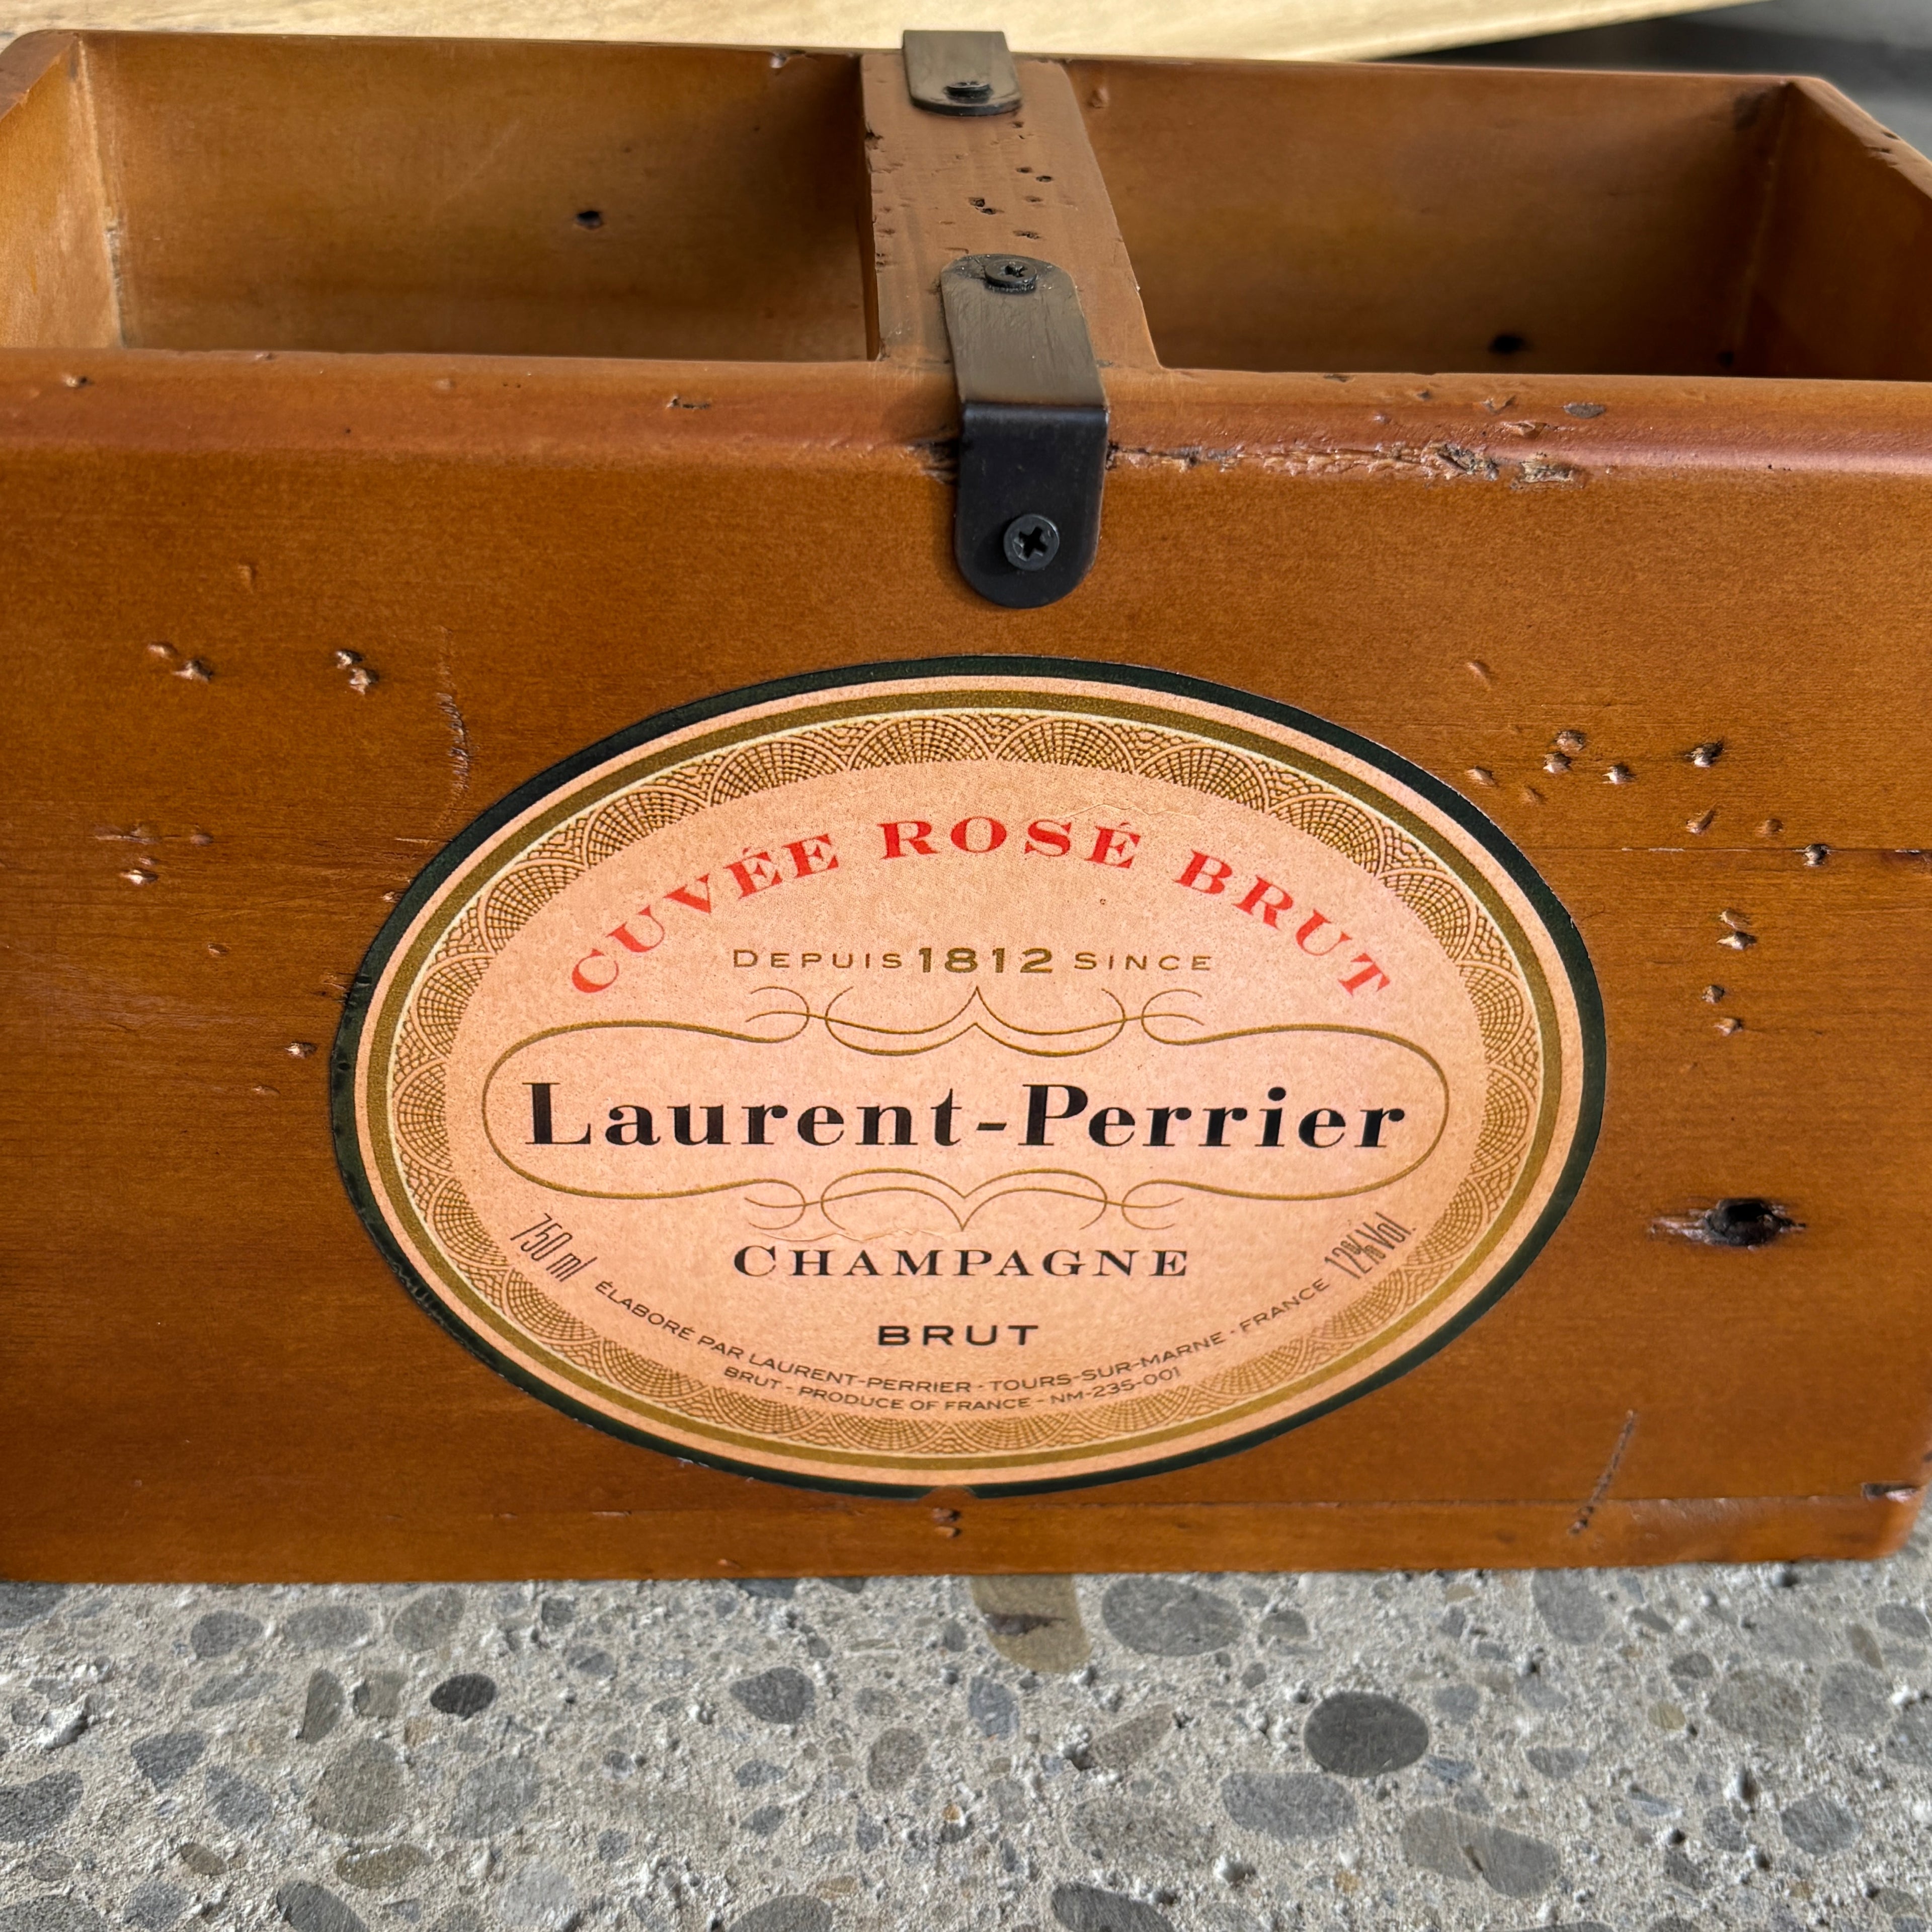 CUVÉE ROSÉ BRUT
DEPUIS 1812 SINCE
Laurent-Perrier
CHAMPAGNE
750 ml
12% Vol.
BRUT
ÉLABORÉ PAR LAURENT-PERRIER - TOURS-SUR-MARNE - FRANCE
BRUT - PRODUCE OF FRANCE - NM-235-001